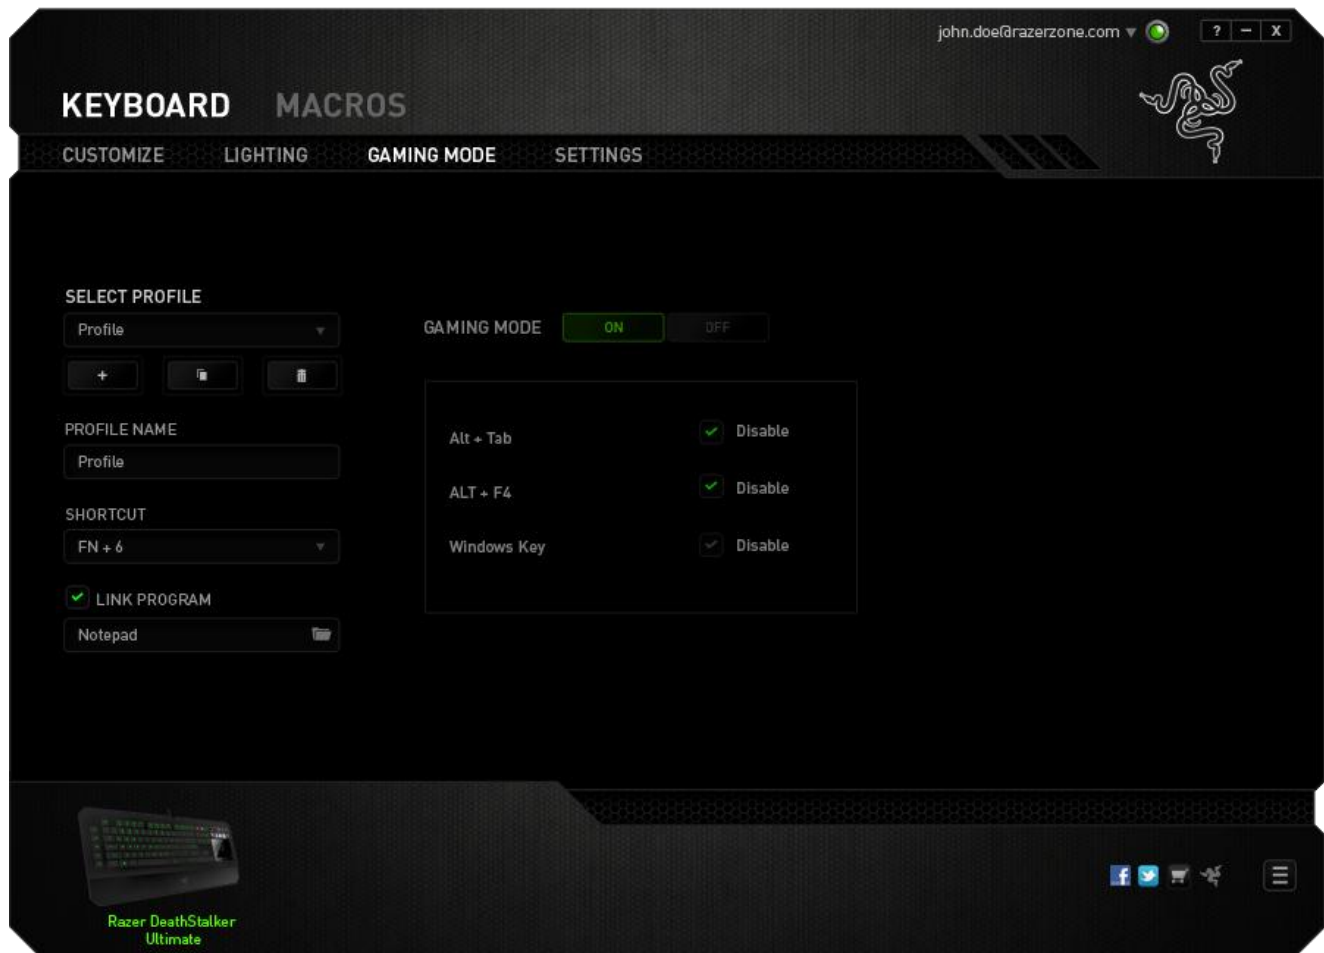 john.doe@razerzone.com ? – X
KEYBOARD MACROS
CUSTOMIZE LIGHTING GAMING MODE SETTINGS
SELECT PROFILE
Profile
+
PROFILE NAME
Profile
SHORTCUT
FN + 6
LINK PROGRAM
Notepad
GAMING MODE ON OFF
Alt + Tab Disable
ALT + F4 Disable
Windows Key Disable
Razer DeathStalker
Ultimate